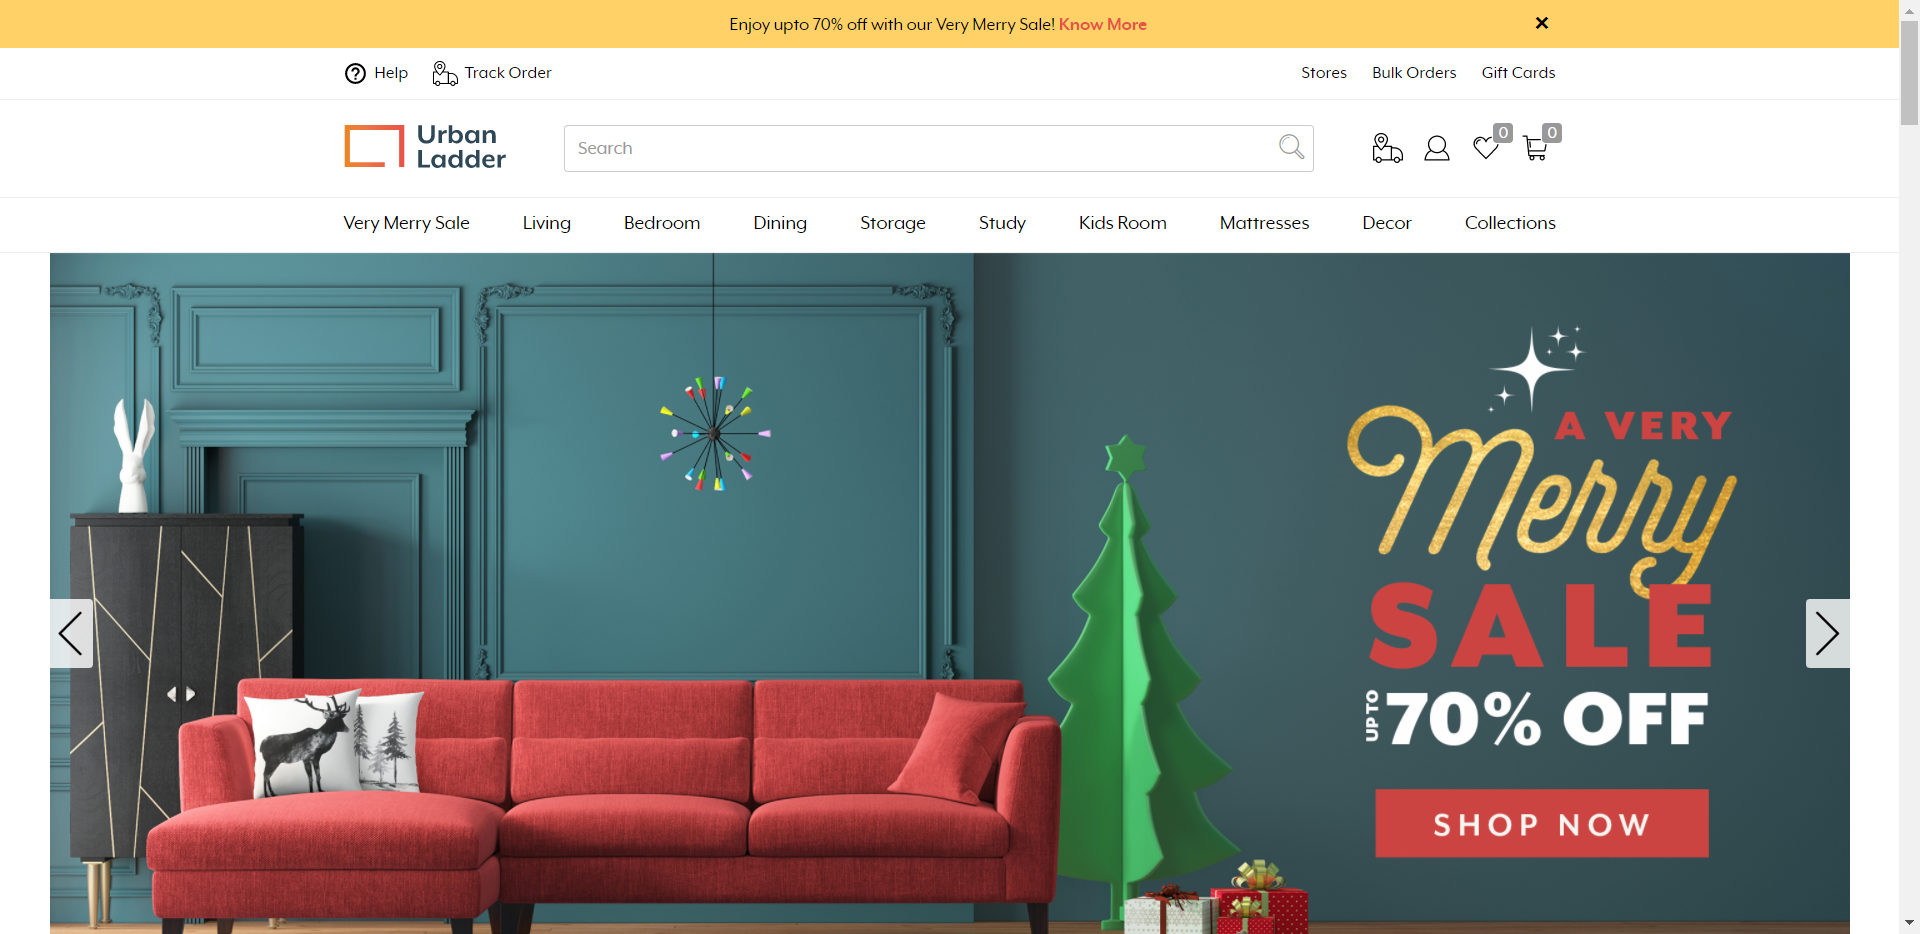 Enjoy upto 70% off with our Very Merry Sale! Know More
Help Track Order Stores Bulk Orders Gift Cards
Urban Ladder
Search
0 0
Very Merry Sale Living Bedroom Dining Storage Study Kids Room Mattresses Decor Collections
A VERY
Merry
SALE
UPTO 70% OFF
SHOP NOW